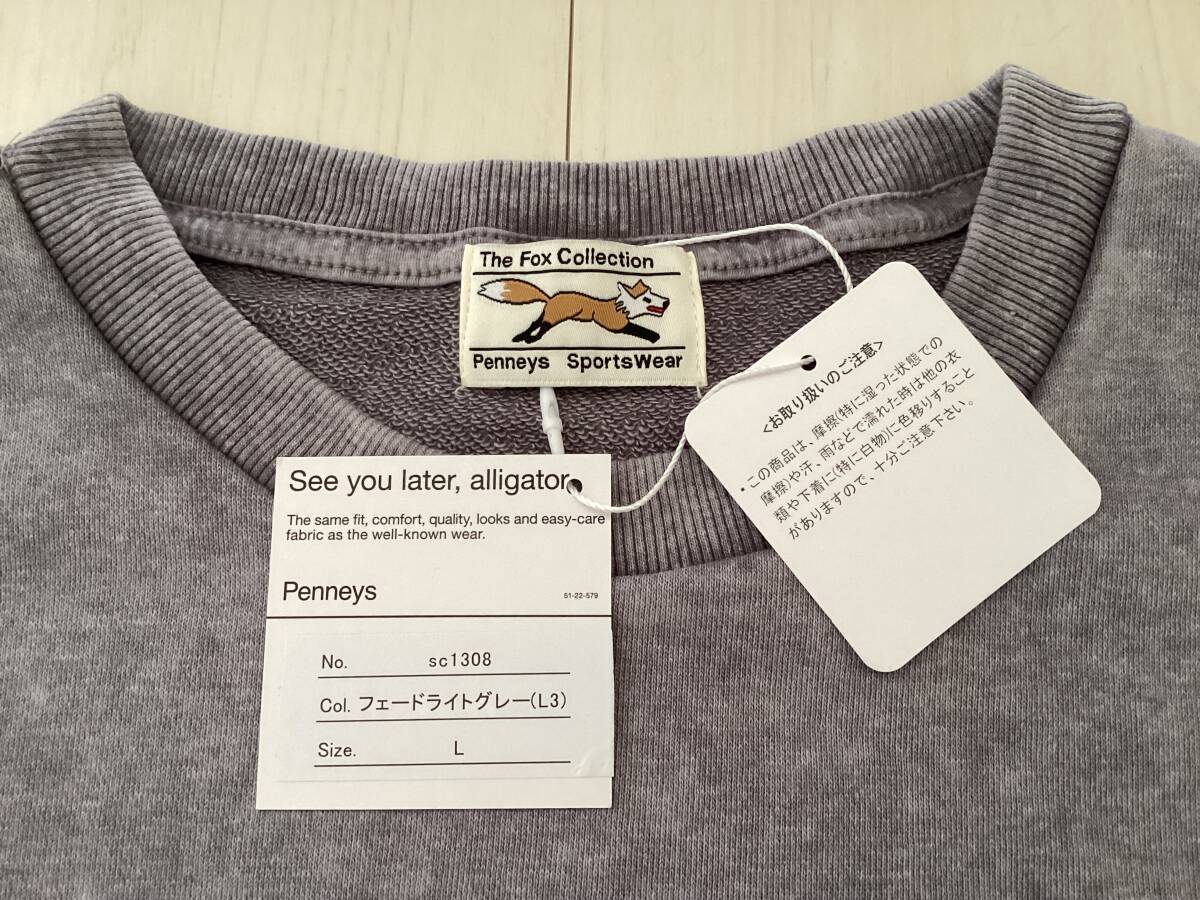 The Fox Collection
Penneys SportsWear
See you later, alligator.
The same fit, comfort, quality, looks and easy-care
fabric as the well-known wear.
Penneys
51-22-579
No. sc1308
Col. フェードライトグレー(L3)
Size. L
<お取り扱いのご注意>
・この商品は、摩擦(特に湿った状態での
摩擦)や汗、雨などで濡れた時は他の衣
類や下着に(特に白物)に色移りすること
がありますので、十分ご注意下さい。